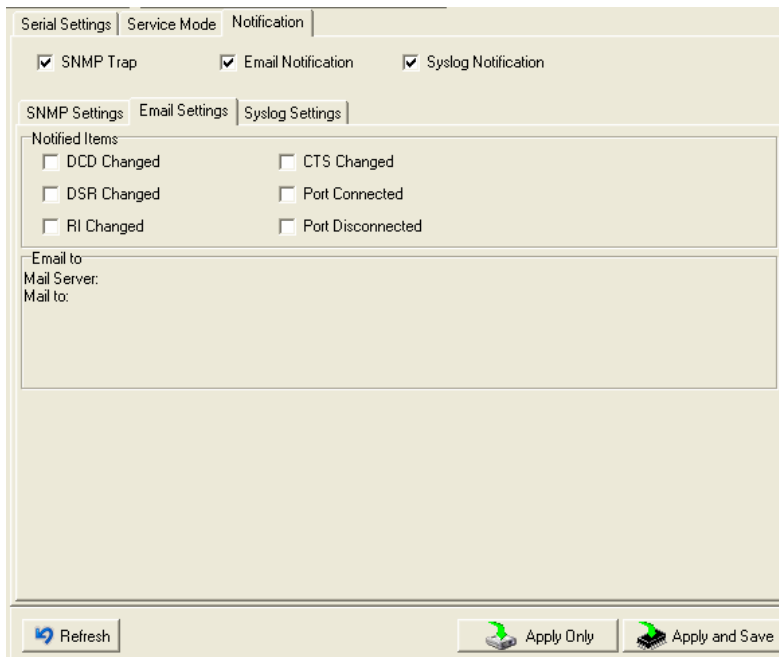 Serial Settings Service Mode Notification
SNMP Trap Email Notification Syslog Notification
SNMP Settings Email Settings Syslog Settings
Notified Items
DCD Changed CTS Changed
DSR Changed Port Connected
RI Changed Port Disconnected
Email to
Mail Server:
Mail to:
Refresh Apply Only Apply and Save